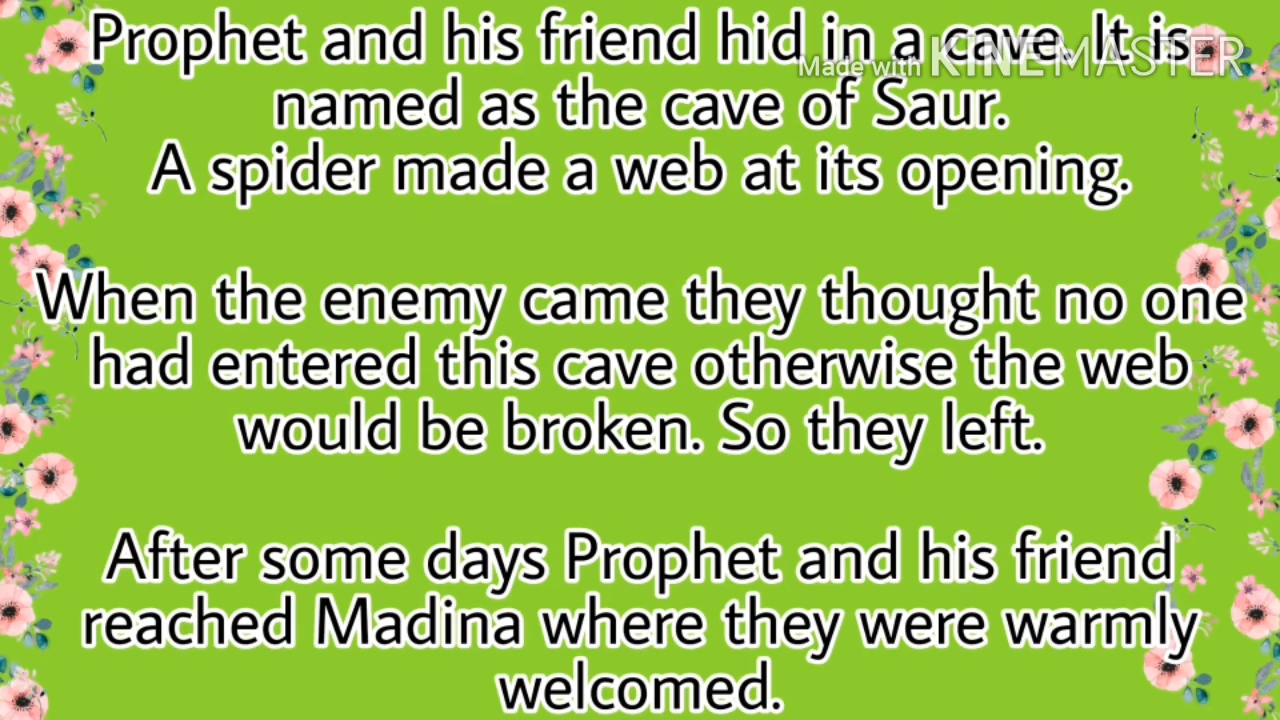 Prophet and his friend hid in a cave. It is
Made with KINEMASTER
named as the cave of Saur.
A spider made a web at its opening.
When the enemy came they thought no one
had entered this cave otherwise the web
would be broken. So they left.
After some days Prophet and his friend
reached Madina where they were warmly
welcomed.